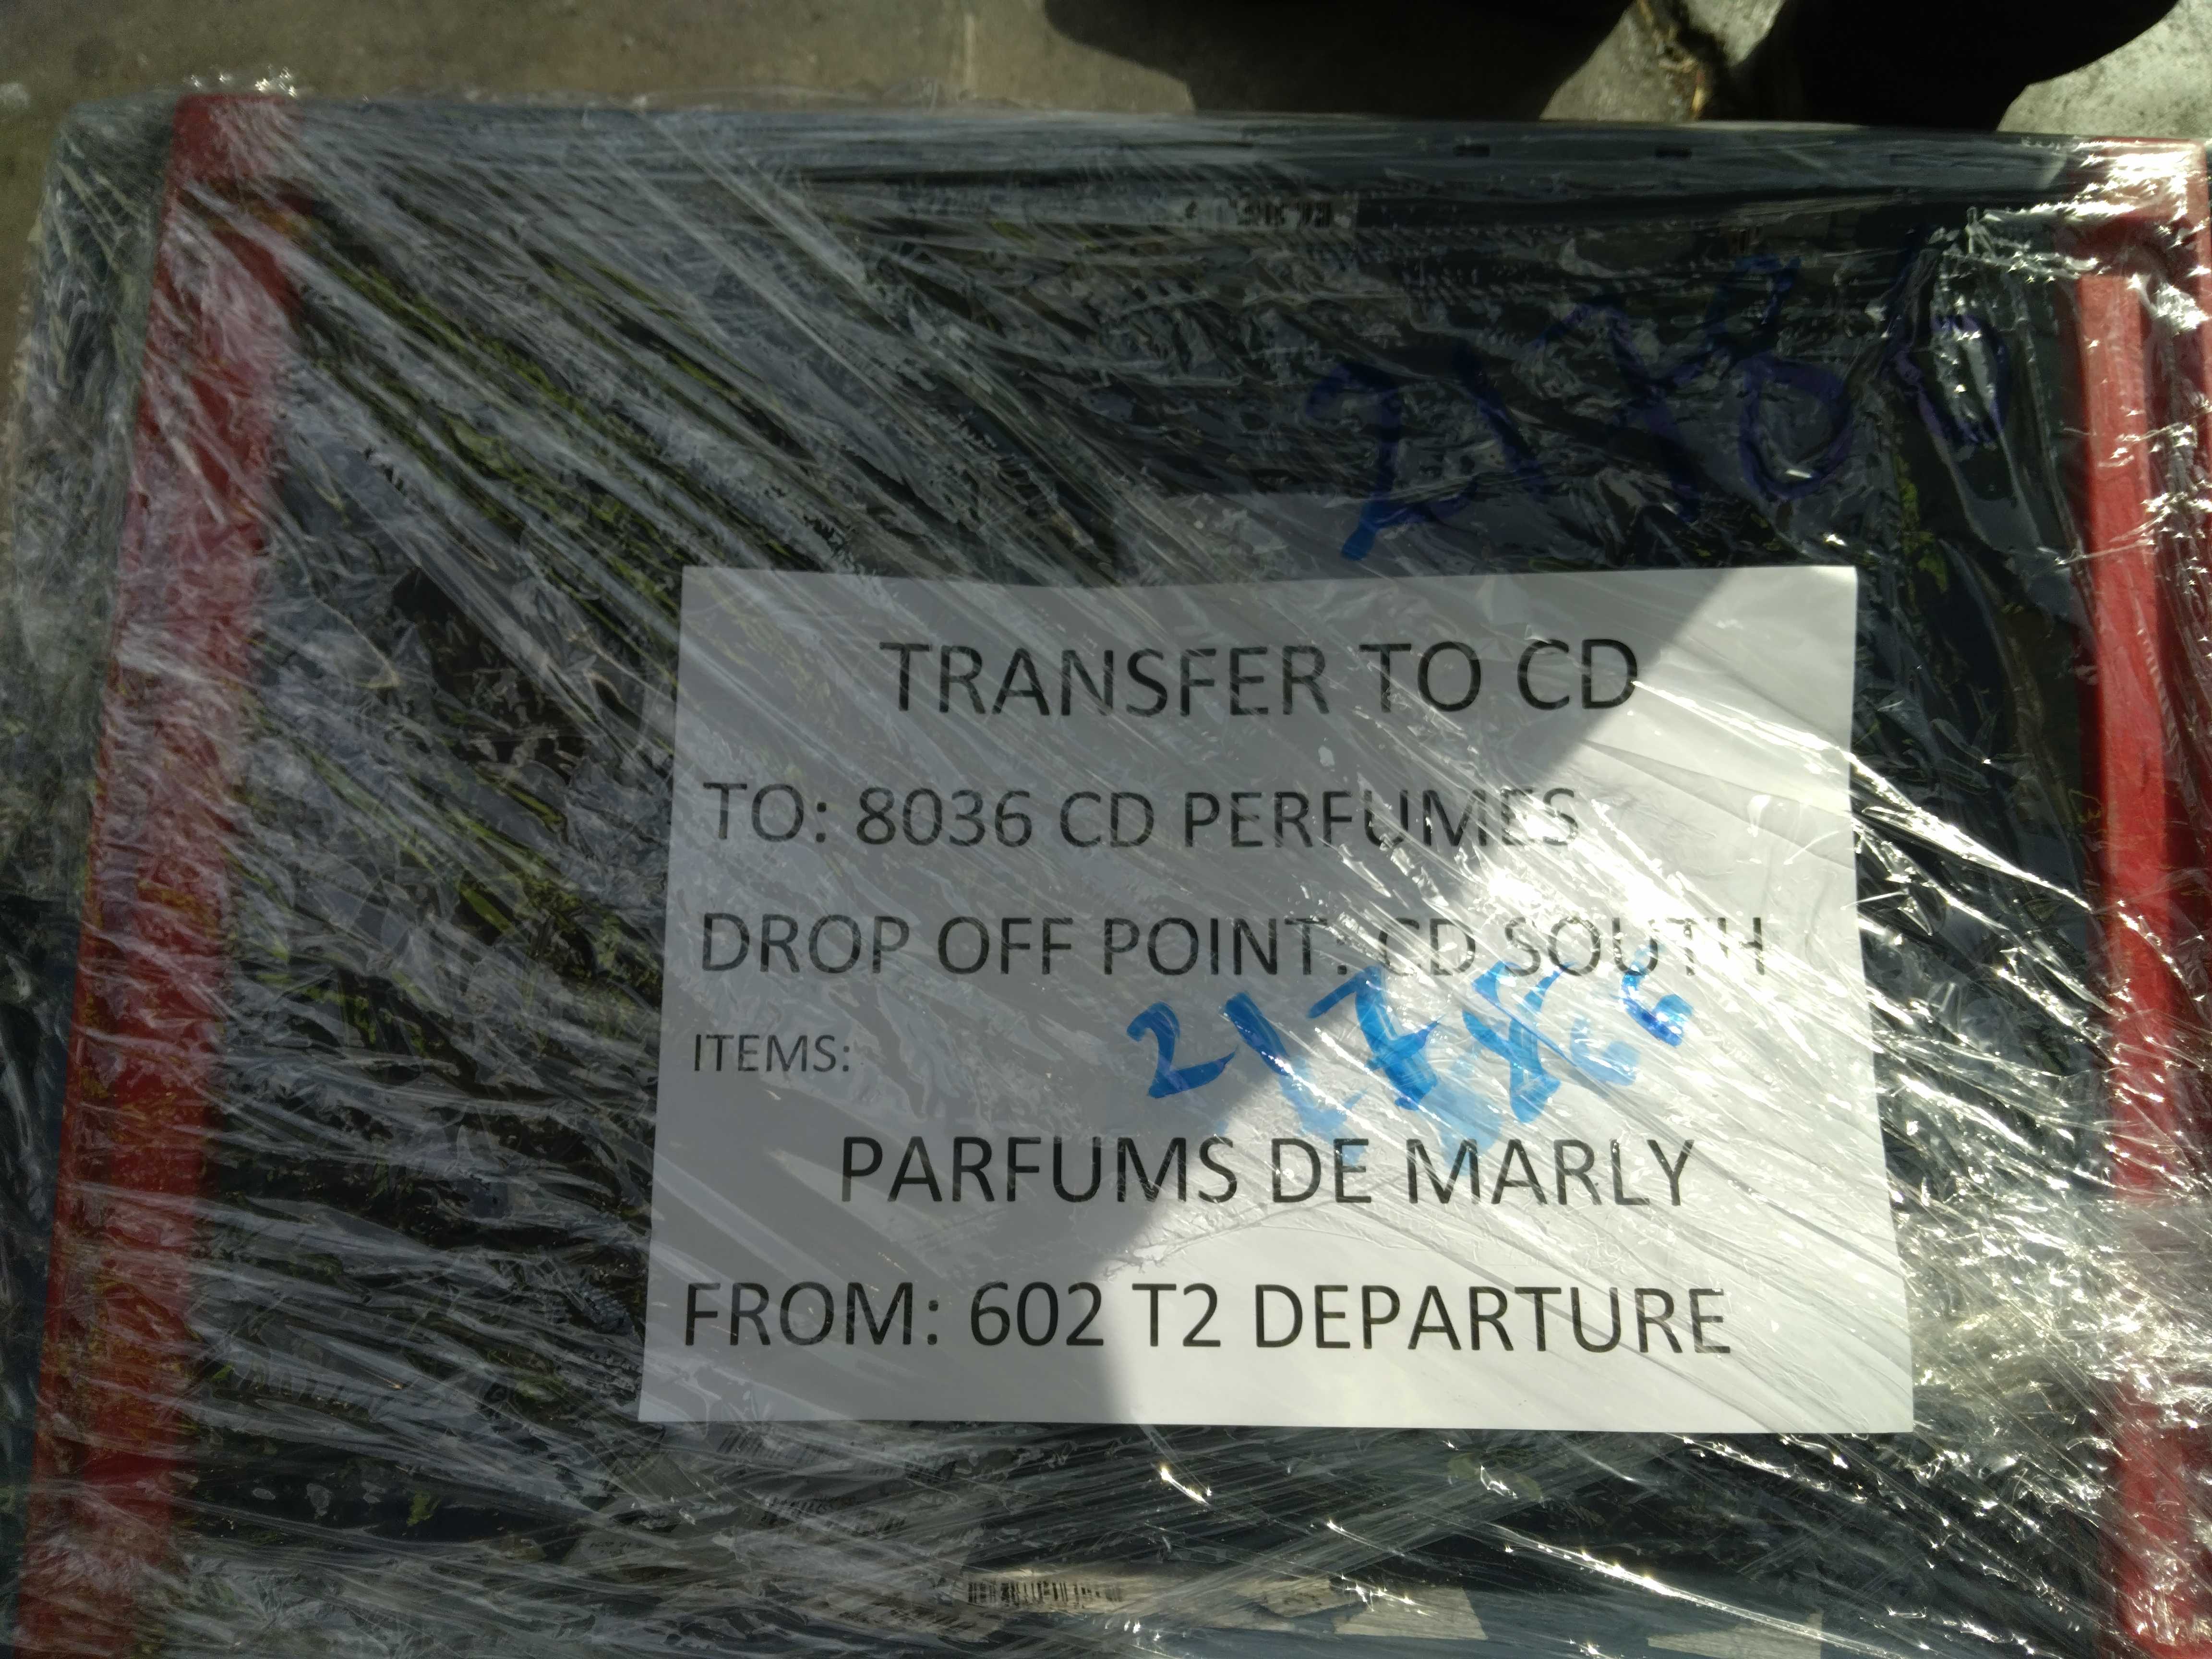 21786
TRANSFER TO CD
TO: 8036 CD PERFUMES
DROP OFF POINT: CD SOUTH
ITEMS:
PARFUMS DE MARLY
FROM: 602 T2 DEPARTURE